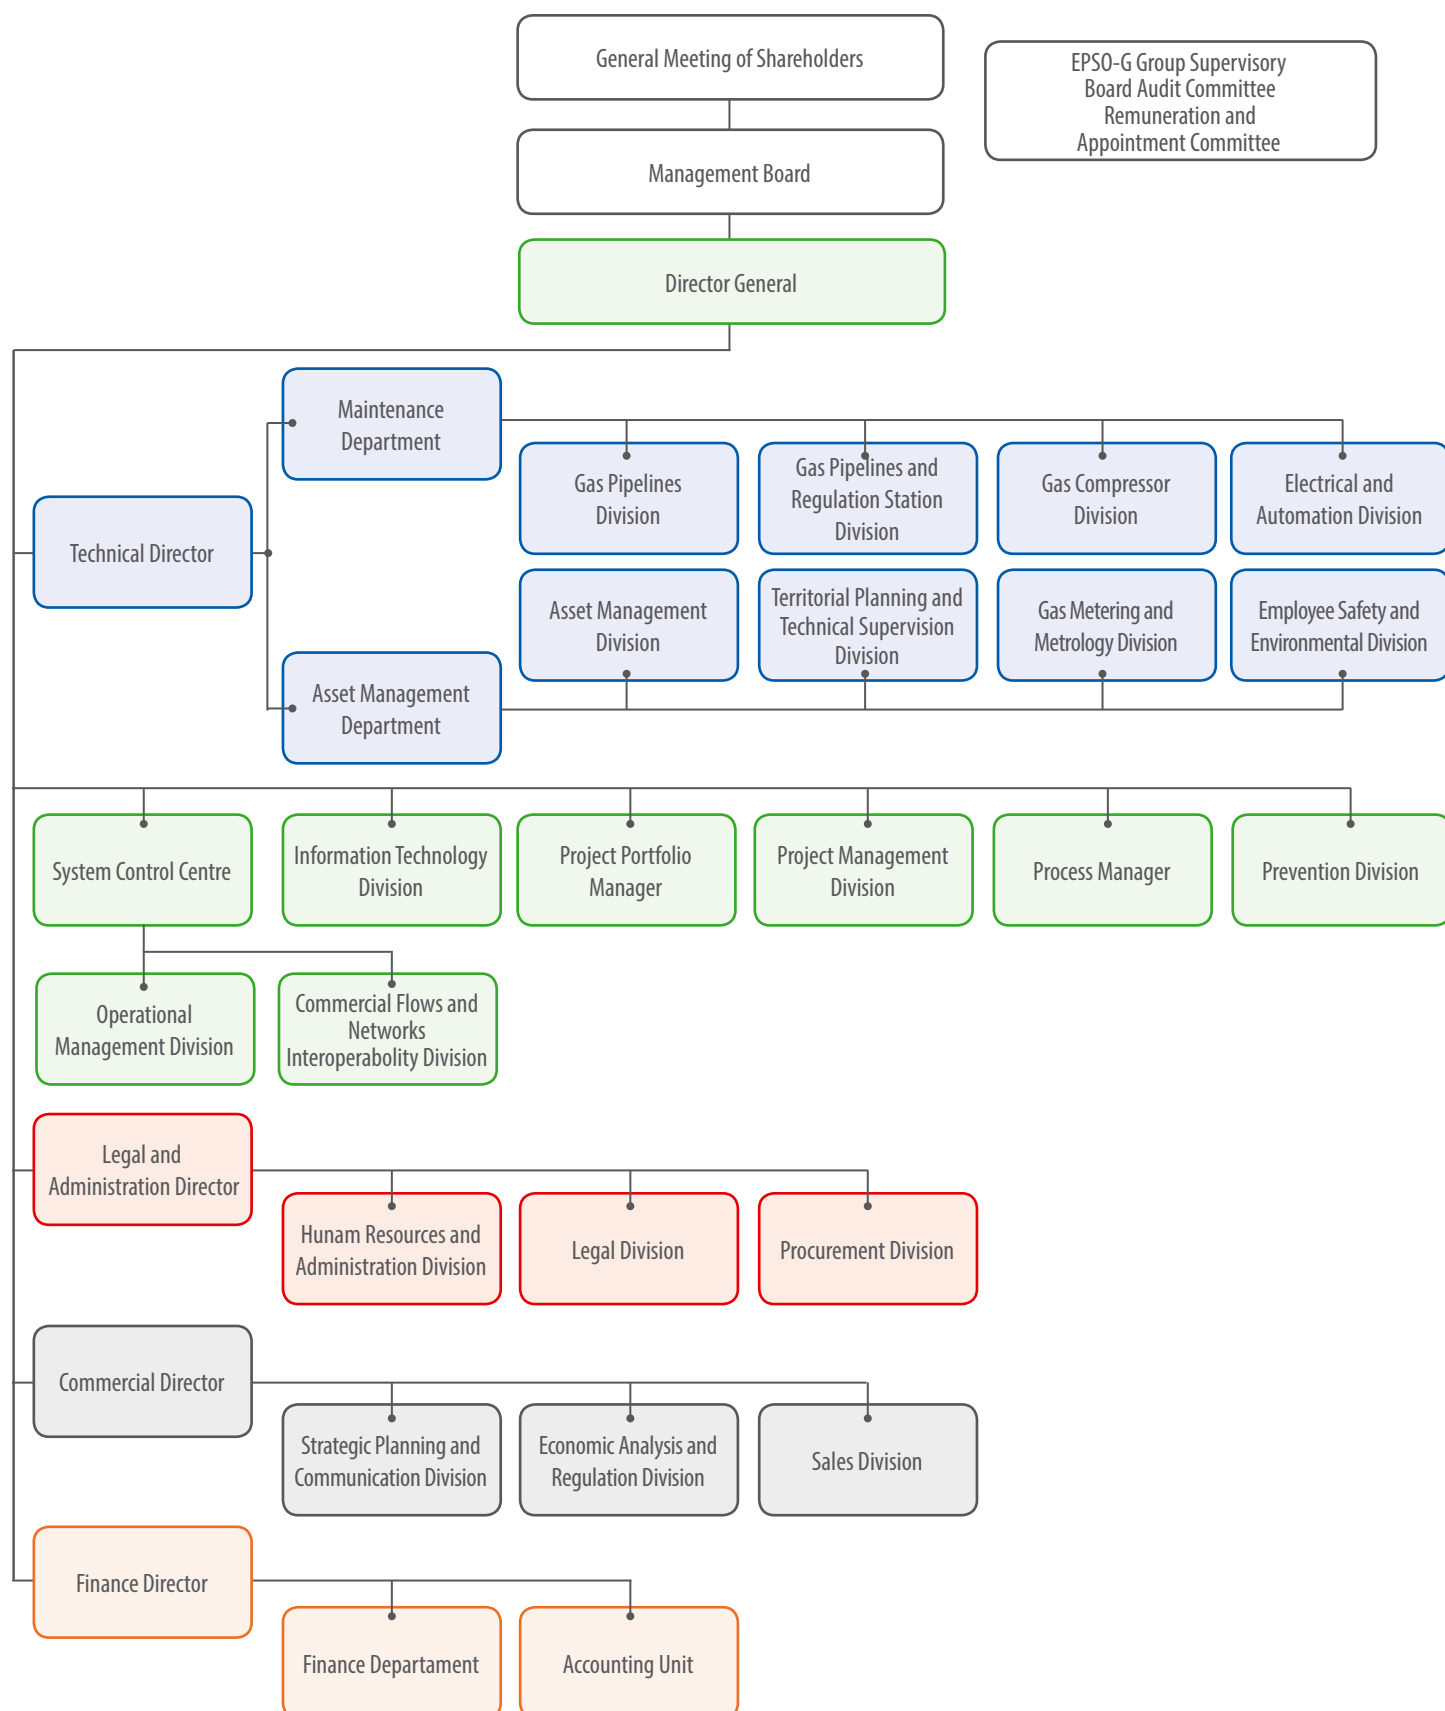 General Meeting of Shareholders
EPSO-G Group Supervisory
Board Audit Committee
Remuneration and
Appointment Committee
Management Board
Director General
Maintenance
Department
Gas Pipelines
Division
Gas Pipelines and
Regulation Station
Division
Gas Compressor
Division
Electrical and
Automation Division
Technical Director
Asset Management
Division
Territorial Planning and
Technical Supervision
Division
Gas Metering and
Metrology Division
Employee Safety and
Environmental Division
Asset Management
Department
System Control Centre
Information Technology
Division
Project Portfolio
Manager
Project Management
Division
Process Manager
Prevention Division
Operational
Management Division
Commercial Flows and
Networks
Interoperabolity Division
Legal and
Administration Director
Hunam Resources and
Administration Division
Legal Division
Procurement Division
Commercial Director
Strategic Planning and
Communication Division
Economic Analysis and
Regulation Division
Sales Division
Finance Director
Finance Departament
Accounting Unit